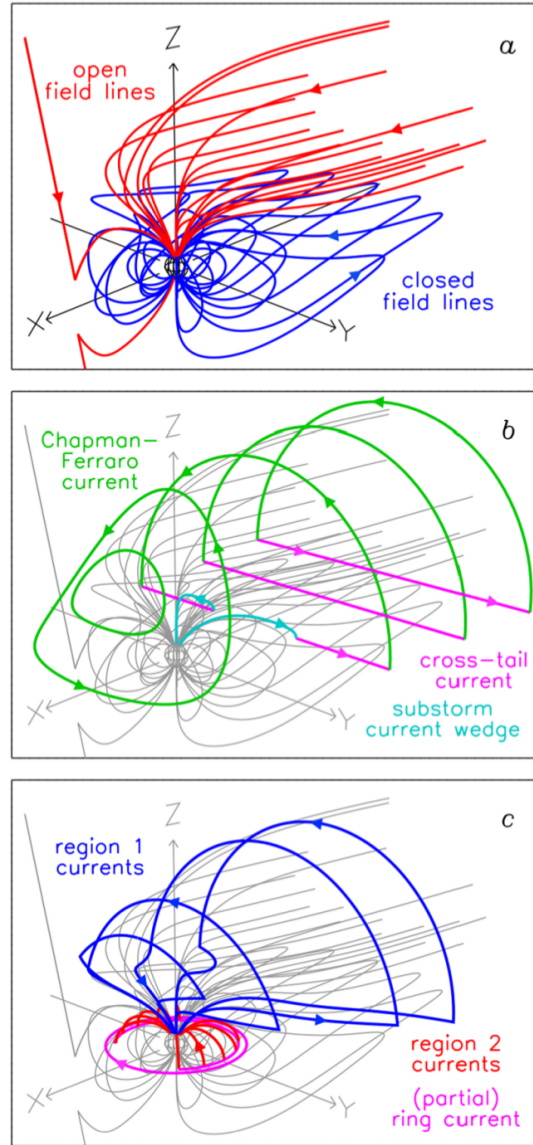 a
Z
open
field lines
X
Y
closed
field lines
b
Chapman-
Ferraro
current
Z
X
Y
cross-tail
current
substorm
current wedge
c
region 1
currents
Z
X
Y
region 2
currents
(partial)
ring current